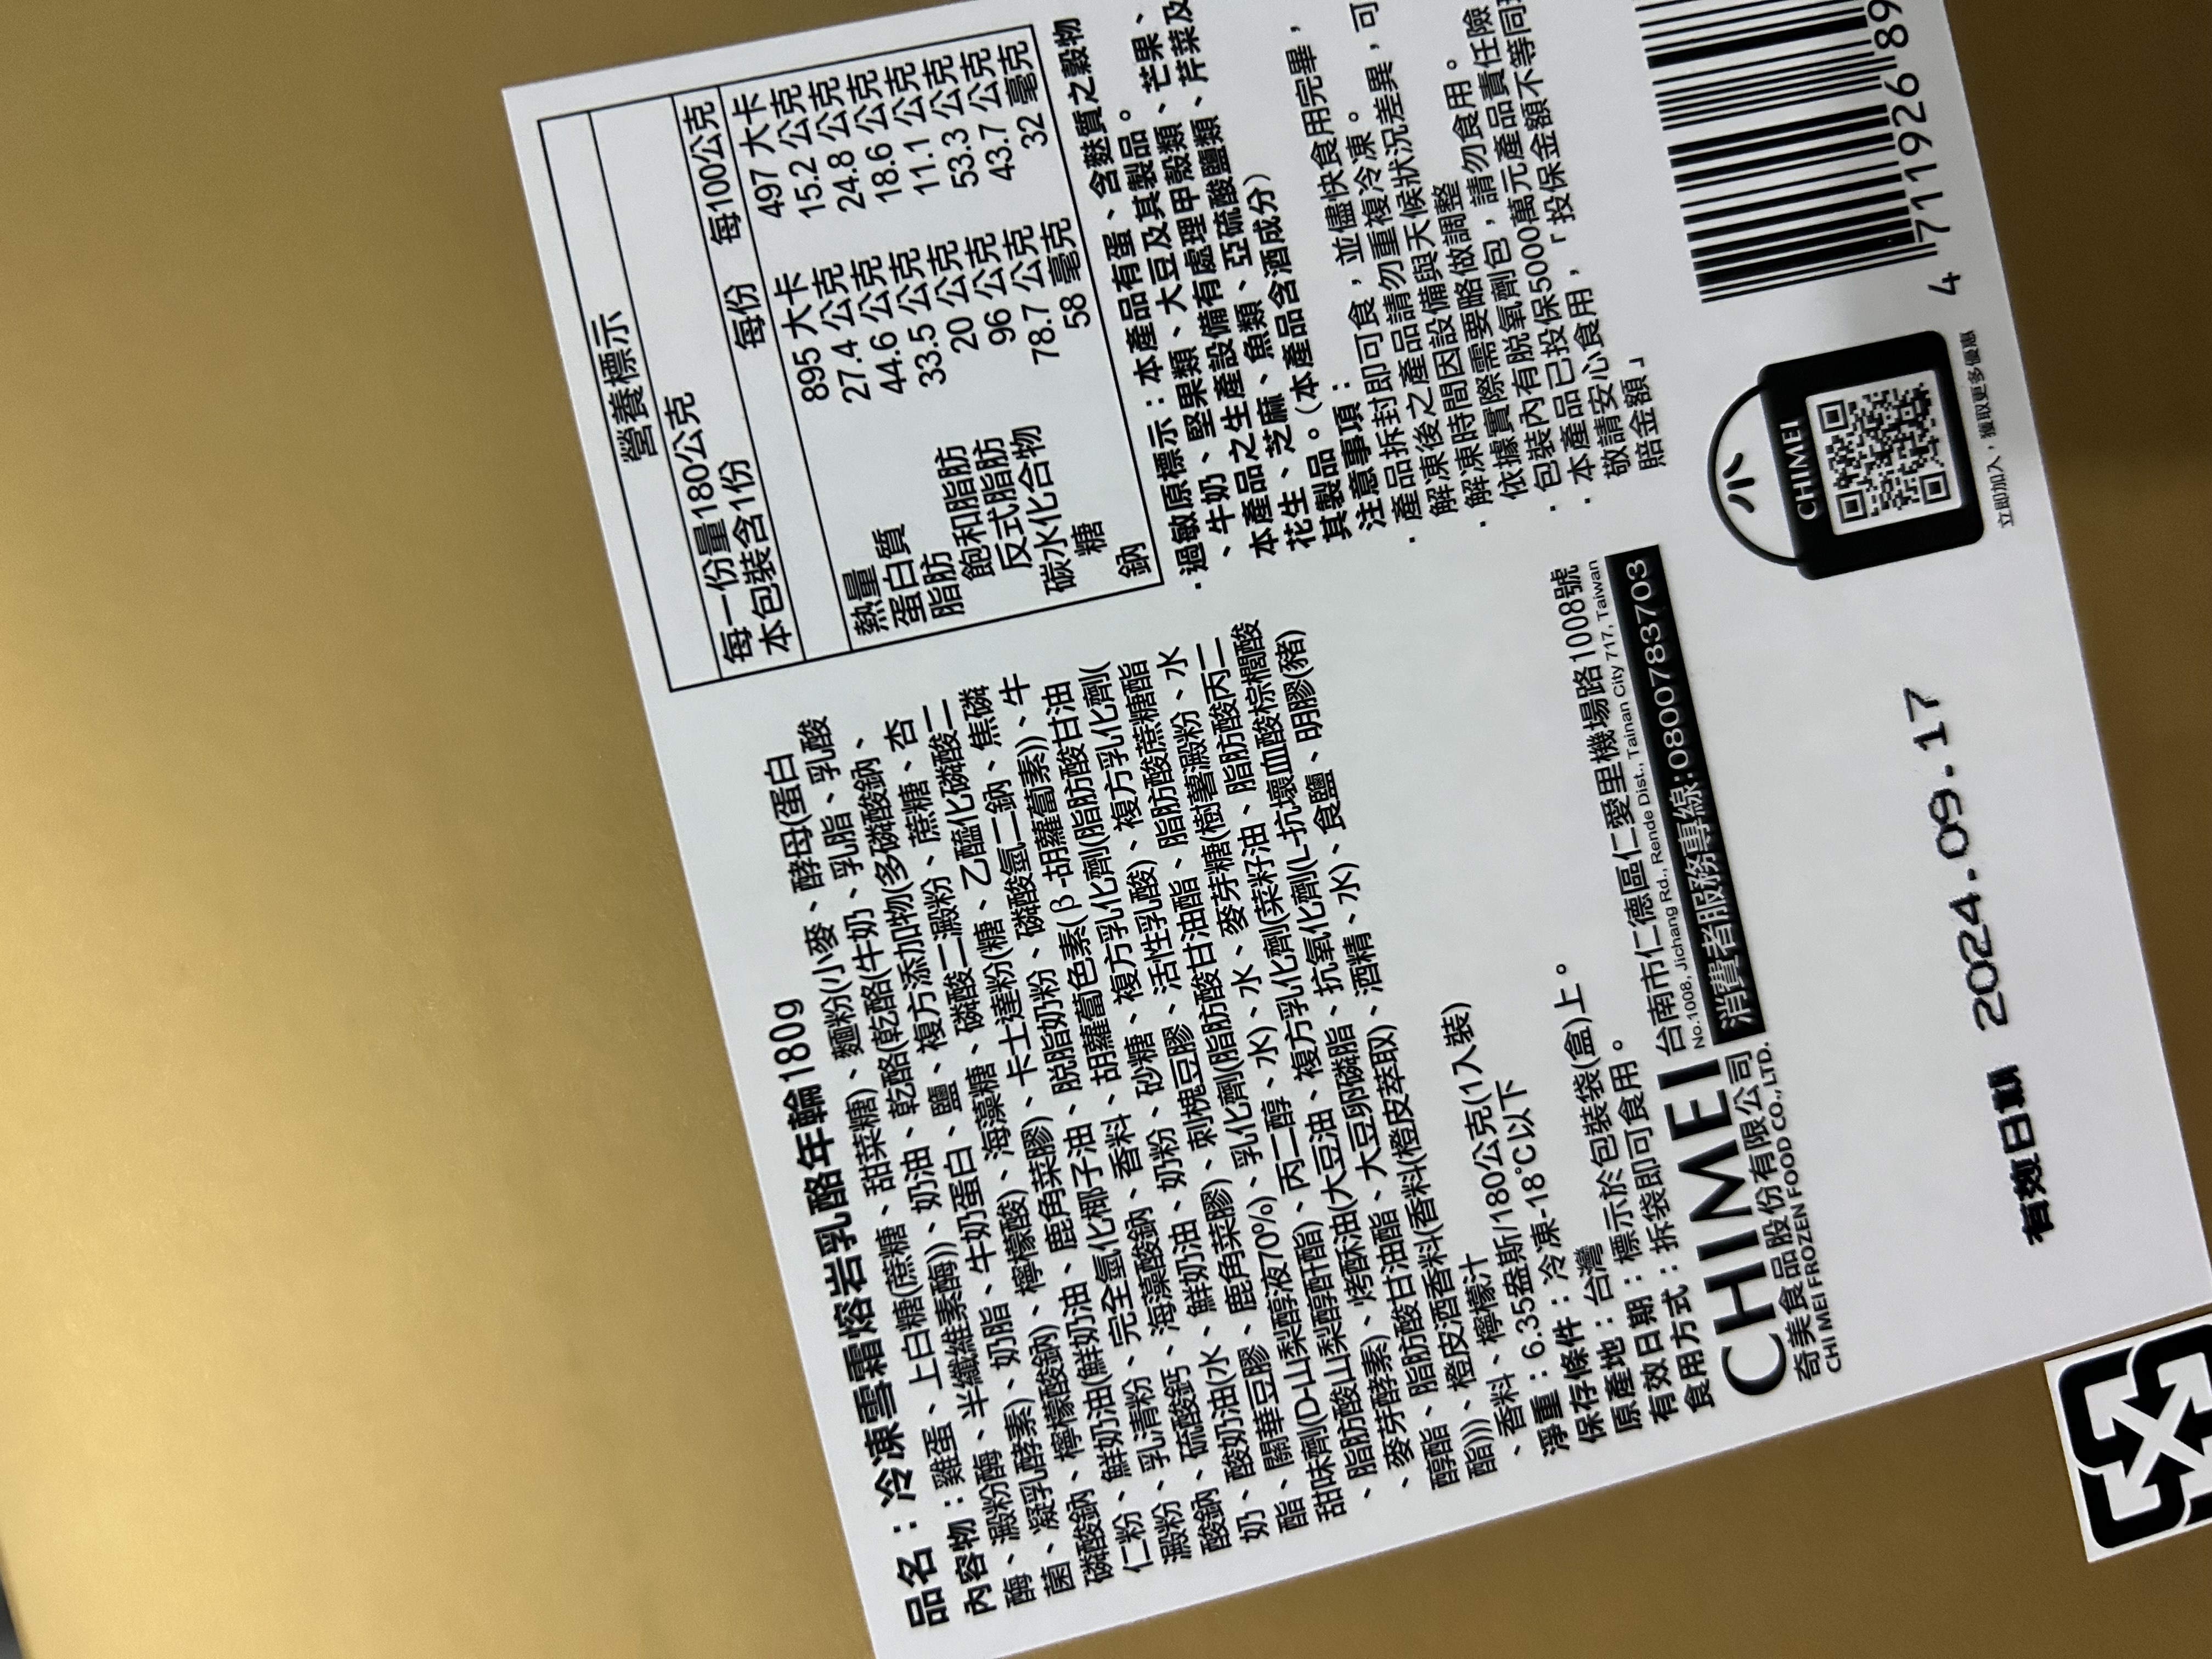 品名：冷凍雪霜熔岩乳酪年輪180g
內容物：雞蛋、上白糖(蔗糖、甜菜糖)、麵粉(小麥、酵母(蛋白
酶、澱粉酶、半纖維素酶))、奶油、乾酪(乾酪(牛奶、乳脂、乳酸
菌、凝乳酵素)、奶脂、牛奶蛋白、鹽、複方添加物(多磷酸鈉、
磷酸鈉、檸檬酸鈉)、檸檬酸)、海藻糖、磷酸二澱粉、蔗糖、杏
仁粉、鮮奶油(鮮奶油、鹿角菜膠)、卡士達粉(糖、乙醯化磷酸二
澱粉、乳清粉、完全氫化椰子油、脫脂奶粉、磷酸氫二鈉、焦磷
酸鈉、硫酸鈣、海藻酸鈉、香料、胡蘿蔔色素(β-胡蘿蔔素))、牛
奶、酸奶油(水、鮮奶油、奶粉、砂糖、複方乳化劑(脂肪酸甘油
酯、關華豆膠、鹿角菜膠)、刺槐豆膠、活性乳酸)、複方乳化劑(
甜味劑(D-山梨醇液70%)、乳化劑(脂肪酸甘油酯、脂肪酸蔗糖酯
、脂肪酸山梨醇酐酯)、丙二醇、水)、水、麥芽糖(樹薯澱粉、水
、麥芽酵素)、烤酥油(大豆油、複方乳化劑(菜籽油、脂肪酸丙二
醇酯、脂肪酸甘油酯、大豆卵磷脂、抗氧化劑(L-抗壞血酸棕櫚酸
酯)))、橙皮酒香料(香料(橙皮萃取)、酒精、水)、食鹽、明膠(豬)
、香料、檸檬汁
淨重：6.35盎斯/180公克(1入裝)
保存條件：冷凍-18°C以下
原產地：台灣
有效日期：標示於包裝袋(盒)上。
食用方式：拆袋即可食用。
CHIMEI
奇美食品股份有限公司
CHI MEI FROZEN FOOD CO., LTD.
台南市仁德區仁愛里機場路1008號
No.1008, Jichang Rd., Rende Dist., Tainan City 717, Taiwan
消費者服務專線:0800783703
有效日期 2024.09.17
營養標示
每一份量180公克
本包裝含1份
每份 每100公克
熱量 895 大卡 497 大卡
蛋白質 27.4 公克 15.2 公克
脂肪 44.6 公克 24.8 公克
飽和脂肪 33.5 公克 18.6 公克
反式脂肪 20 公克 11.1 公克
碳水化合物 96 公克 53.3 公克
糖 78.7 公克 43.7 公克
鈉 58 毫克 32 毫克
・過敏原標示：本產品有蛋、含麩質之穀物
、牛奶、堅果類、大豆及其製品。
本產品之生產設備有處理甲殼類、芒果、
花生、芝麻、魚類、亞硫酸鹽類、芹菜及
其製品。(本產品含酒成分)
注意事項：
・產品拆封即可食，並儘快食用完畢，
解凍後之產品請勿重複冷凍。
・解凍時間因設備與天候狀況差異，可
依據實際需要略做調整
・包裝內有脫氧劑包，請勿食用。
・本產品已投保5000萬元產品責任險
敬請安心食用，「投保金額不等同
賠金額」
CHIMEI
立即加入，獲取更多優惠
4 711926 89